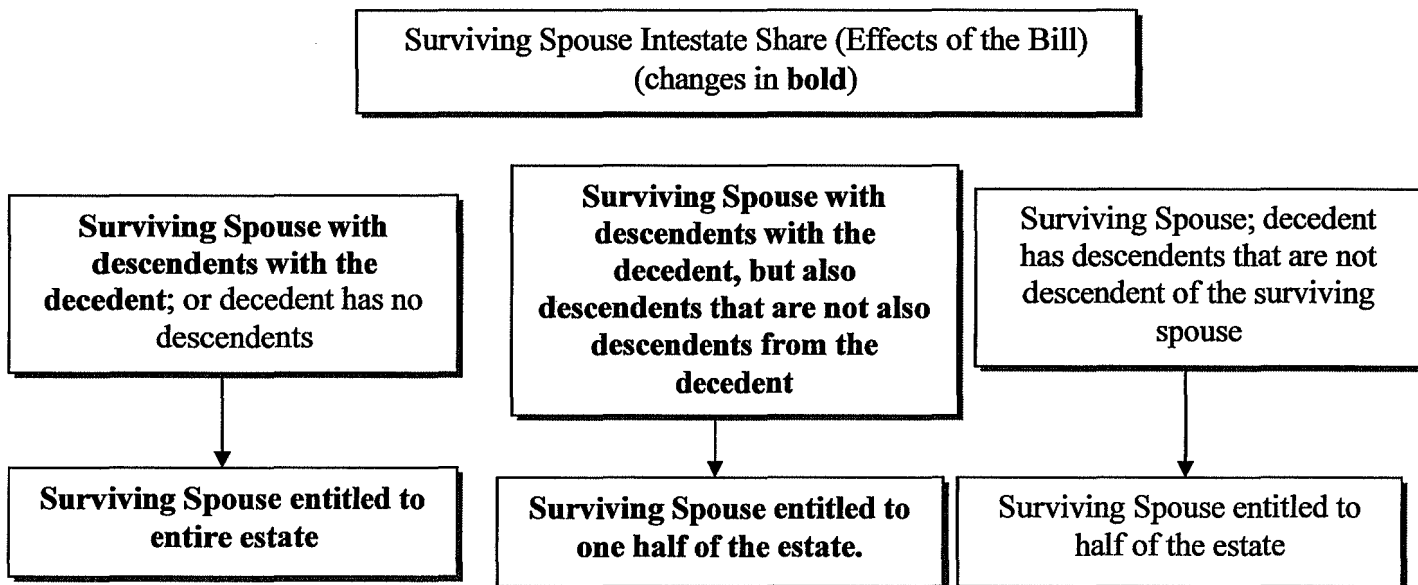 Surviving Spouse Intestate Share (Effects of the Bill)
(changes in bold)
Surviving Spouse with
descendents with the
decedent; or decedent has no
descendents
Surviving Spouse with
descendents with the
decedent, but also
descendents that are not also
descendents from the
decedent
Surviving Spouse; decedent
has descendents that are not
descendent of the surviving
spouse
Surviving Spouse entitled to
entire estate
Surviving Spouse entitled to
one half of the estate.
Surviving Spouse entitled to
half of the estate